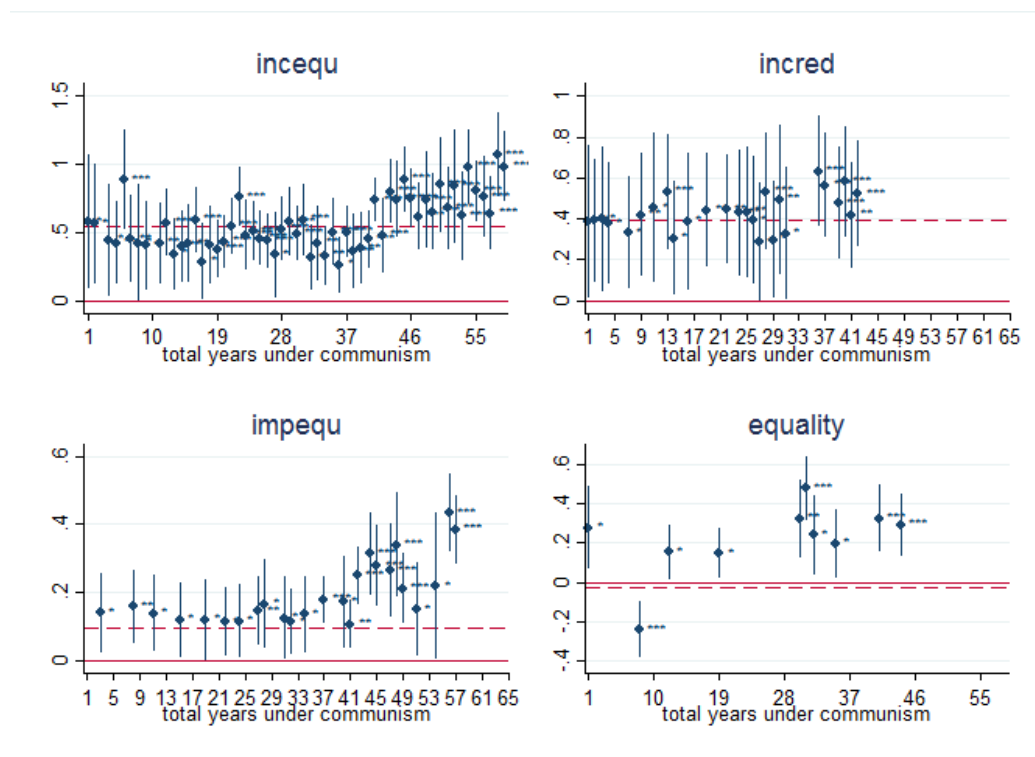 incequ
1.5
1
.5
0
1 10 19 28 37 46 55
total years under communism
incred
1
.8
.6
.4
.2
0
1 5 9 13 17 21 25 29 33 37 41 45 49 53 57 61 65
total years under communism
impequ
.6
.4
.2
0
1 5 9 13 17 21 25 29 33 37 41 45 49 53 57 61 65
total years under communism
equality
.6
.4
.2
0
-.2
-.4
1 10 19 28 37 46 55
total years under communism